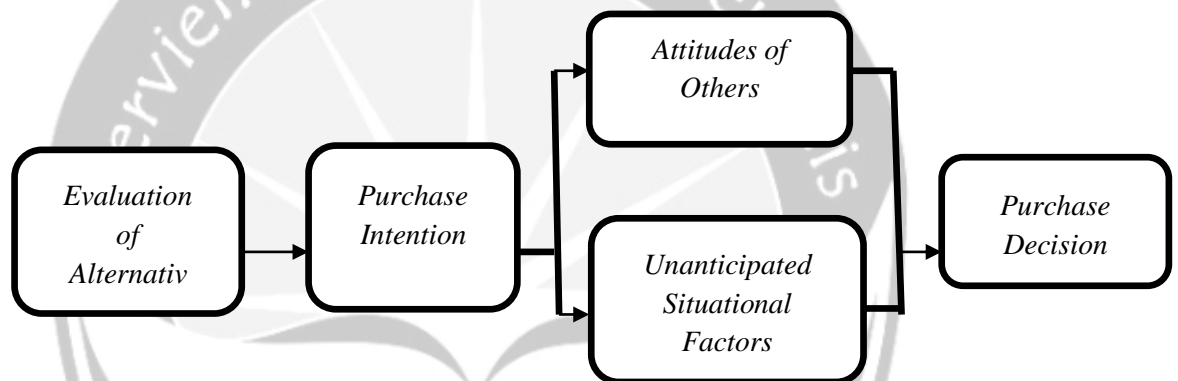 Evaluation
of
Alternativ
Purchase
Intention
Attitudes of
Others
Unanticipated
Situational
Factors
Purchase
Decision